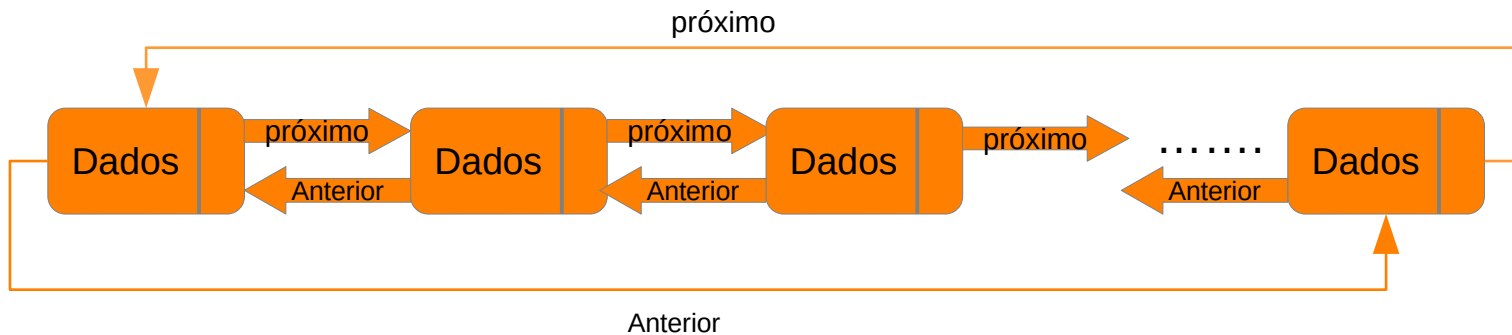 próximo
próximo
próximo
próximo
Dados
Dados
Dados
.......
Dados
Anterior
Anterior
Anterior
Anterior